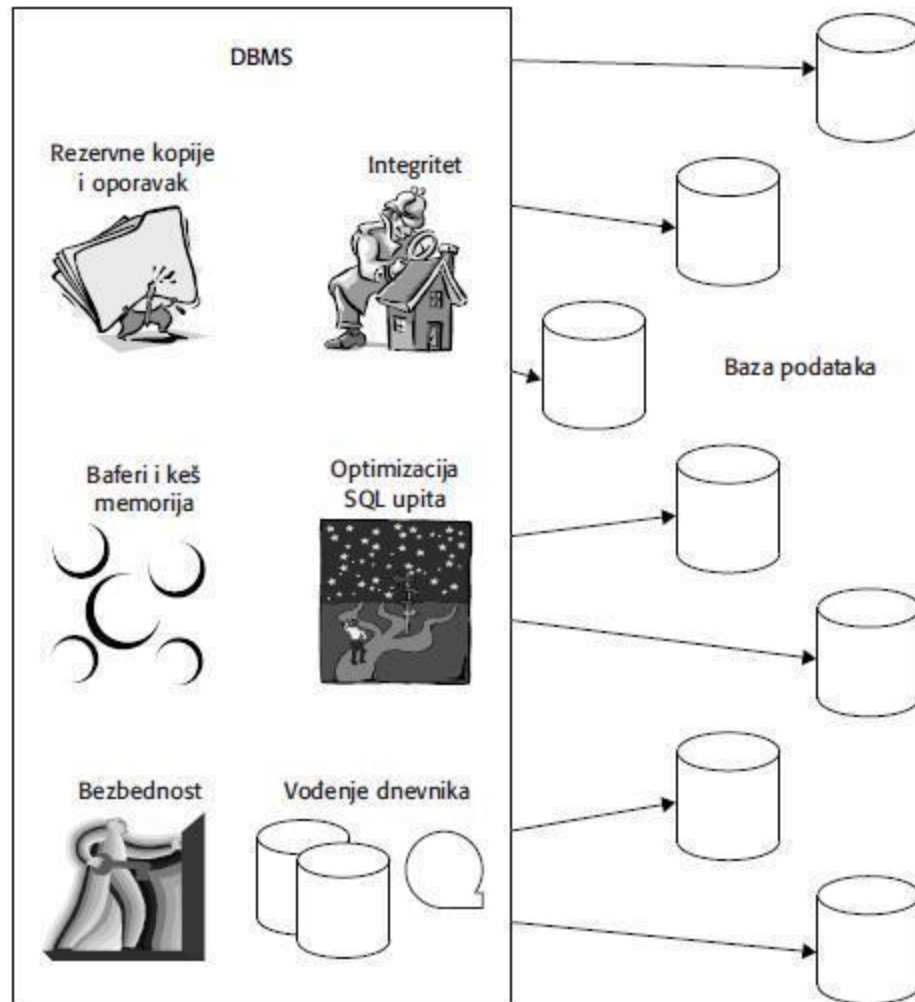 DBMS
Rezervne kopije
i oporavak
Integritet
Baza podataka
Baferi i keš
memorija
Optimizacija
SQL upita
Bezbednost
Vođenje dnevnika